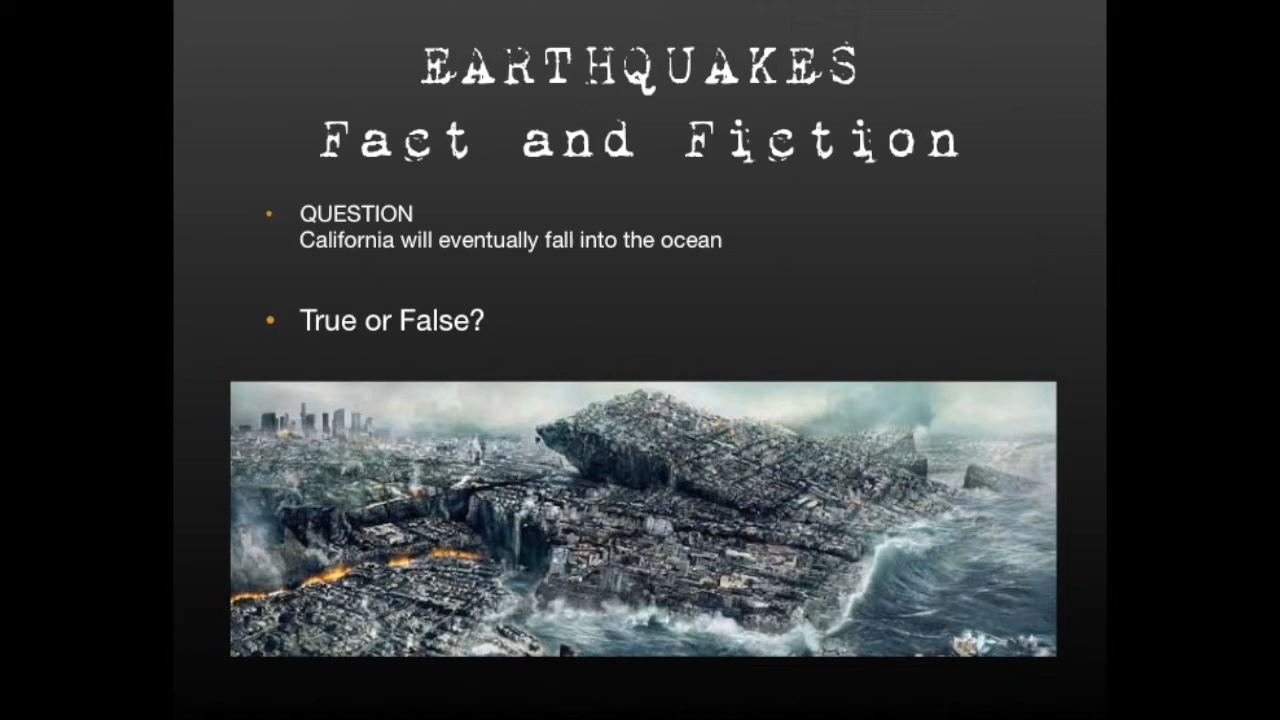 EARTHQUAKES
Fact and Fiction
• QUESTION
California will eventually fall into the ocean
• True or False?